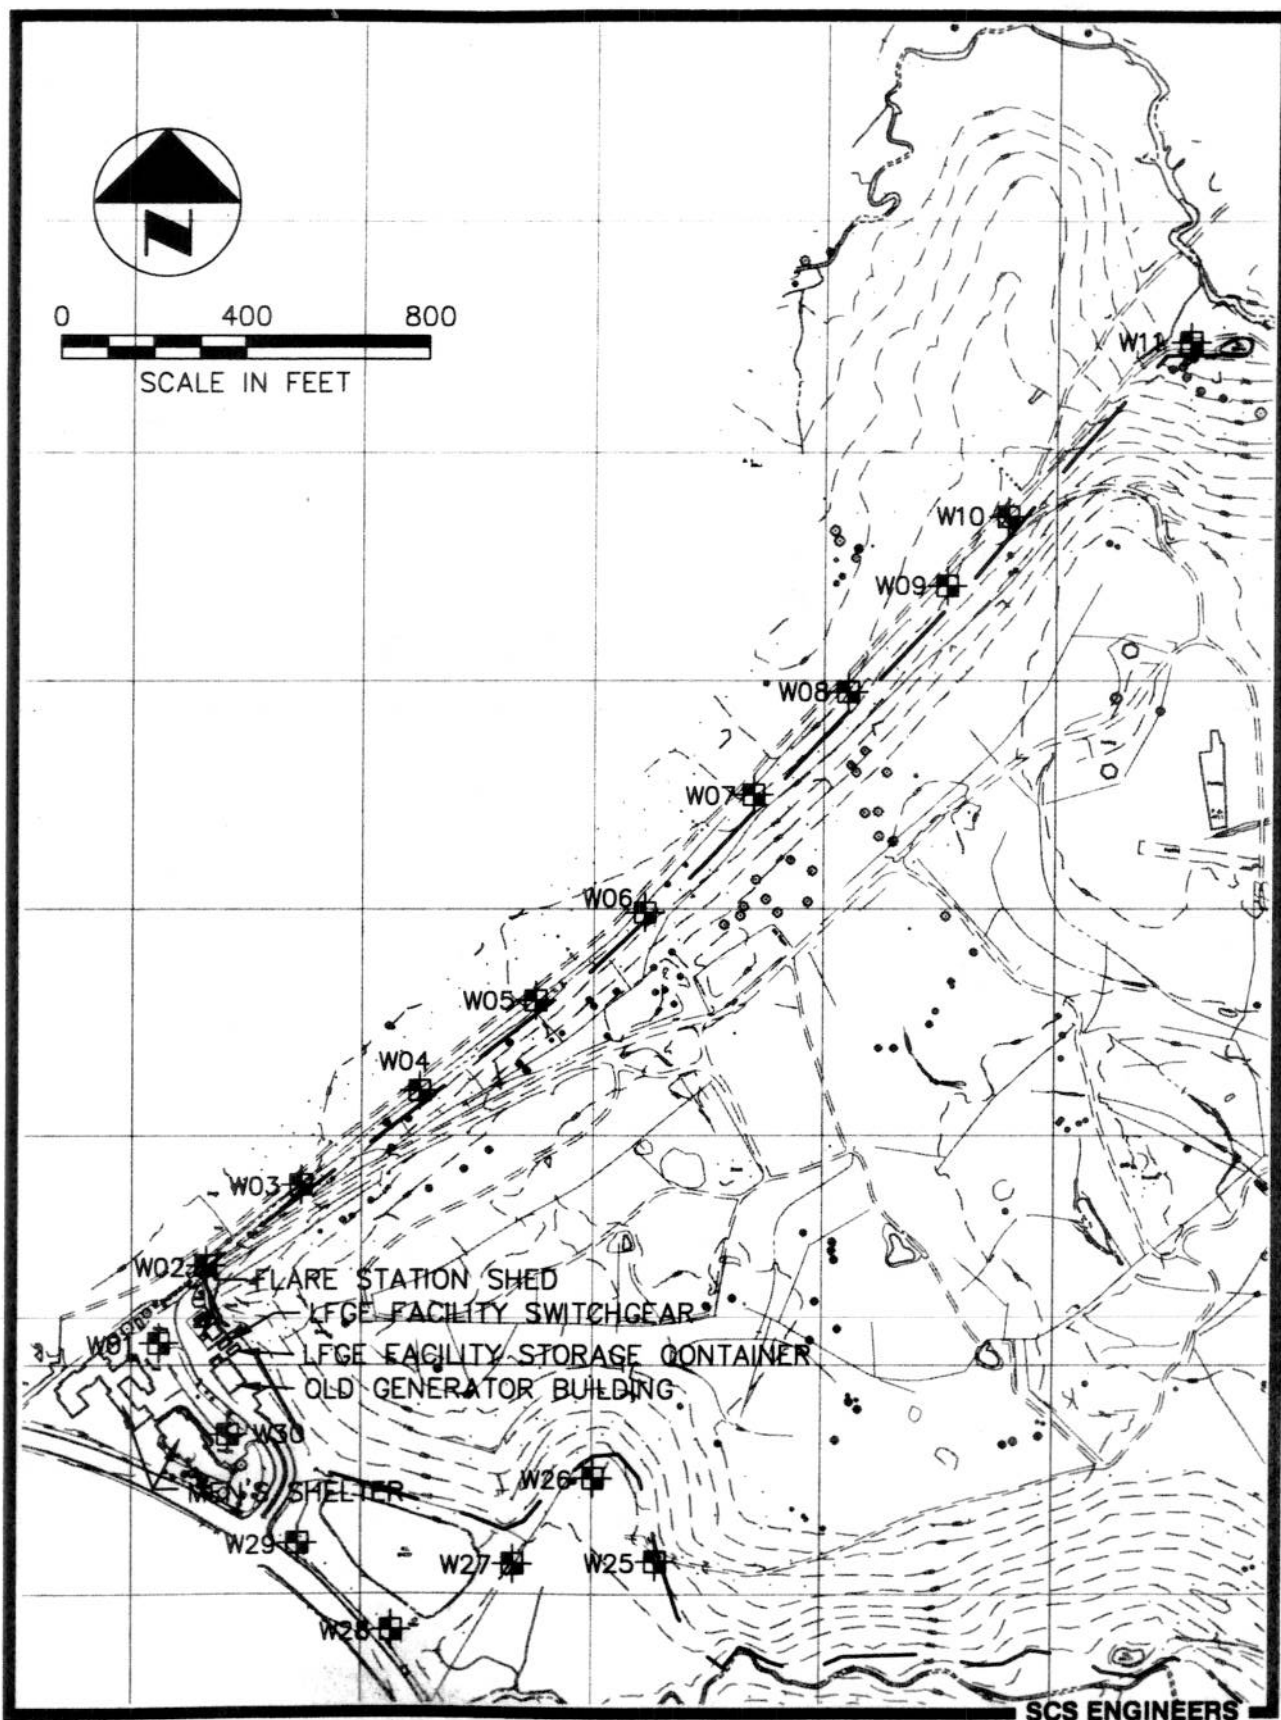 0 400 800
SCALE IN FEET
W11
W10
W09
W08
W07
W06
W05
W04
W03
W02
FLARE STATION SHED
LFGE FACILITY SWITCHGEAR
W01
LFGE FACILITY STORAGE CONTAINER
OLD GENERATOR BUILDING
W30
W26
MEN'S SHELTER
W29
W27
W25
W28
SCS ENGINEERS